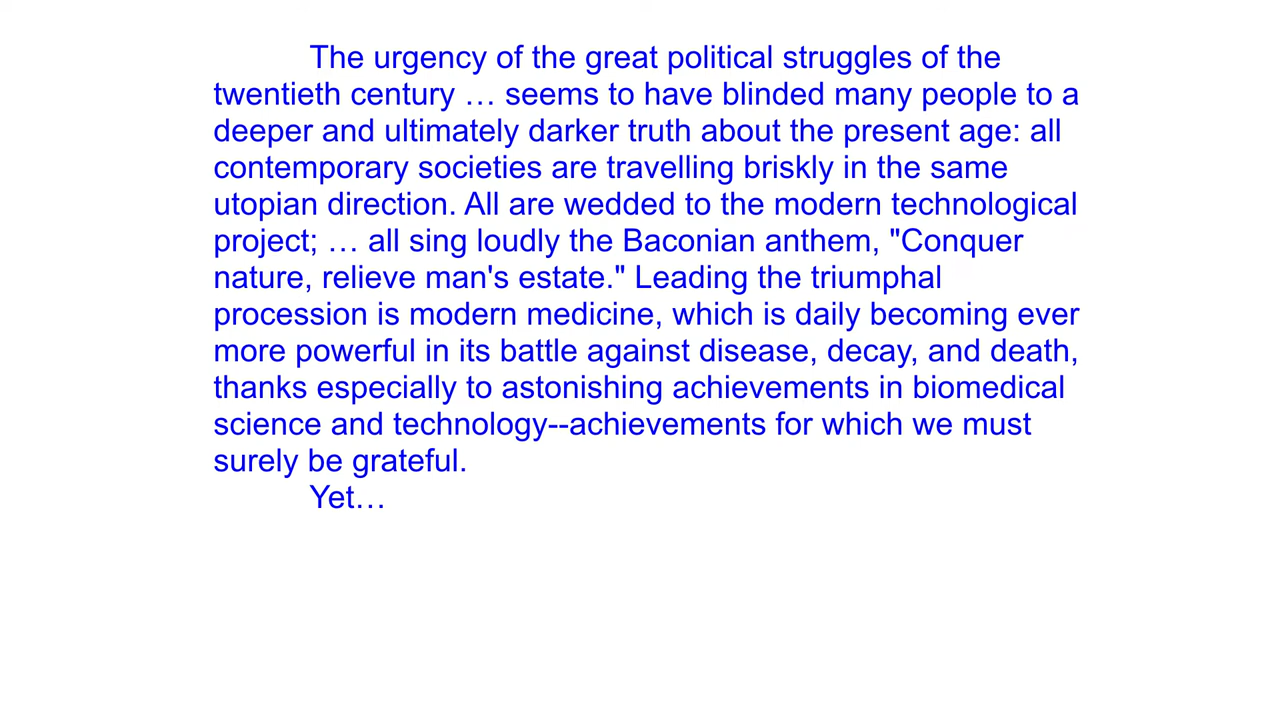 The urgency of the great political struggles of the
twentieth century … seems to have blinded many people to a
deeper and ultimately darker truth about the present age: all
contemporary societies are travelling briskly in the same
utopian direction. All are wedded to the modern technological
project; … all sing loudly the Baconian anthem, "Conquer
nature, relieve man's estate." Leading the triumphal
procession is modern medicine, which is daily becoming ever
more powerful in its battle against disease, decay, and death,
thanks especially to astonishing achievements in biomedical
science and technology--achievements for which we must
surely be grateful.
Yet…